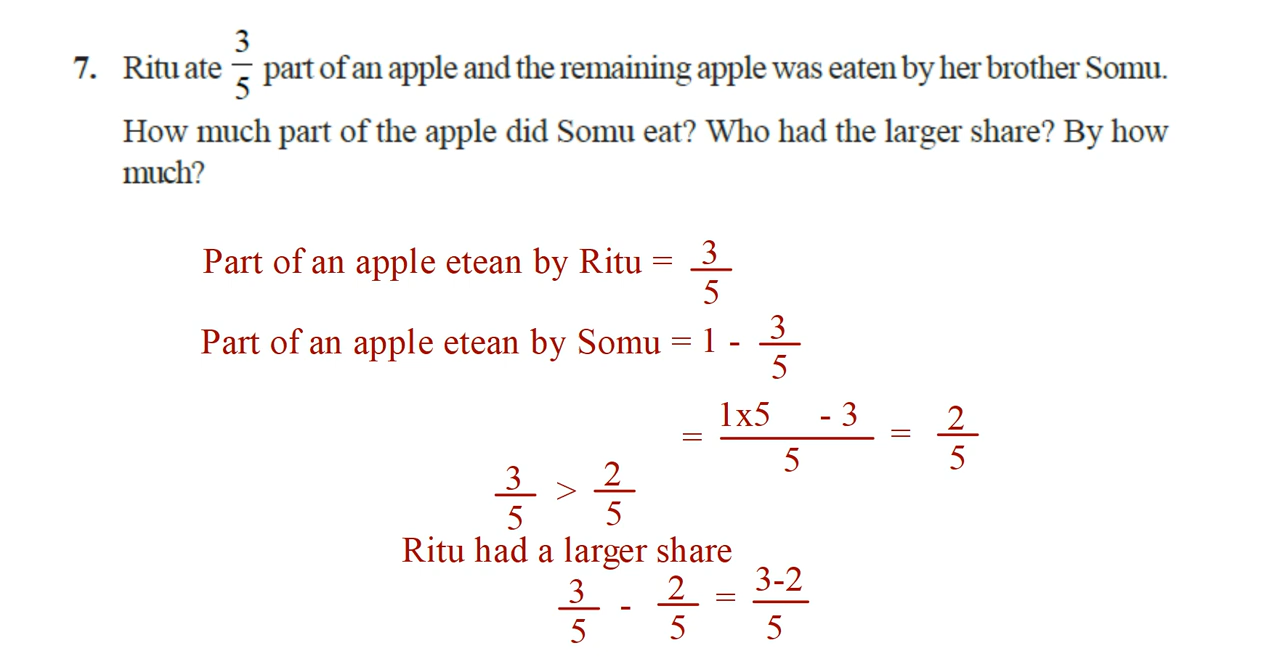 7. Ritu ate 3/5 part of an apple and the remaining apple was eaten by her brother Somu.
How much part of the apple did Somu eat? Who had the larger share? By how
much?
Part of an apple etean by Ritu = 3/5
Part of an apple etean by Somu = 1 - 3/5
= 1x5 - 3/5 = 2/5
3/5 > 2/5
Ritu had a larger share
3/5 - 2/5 = 3-2/5